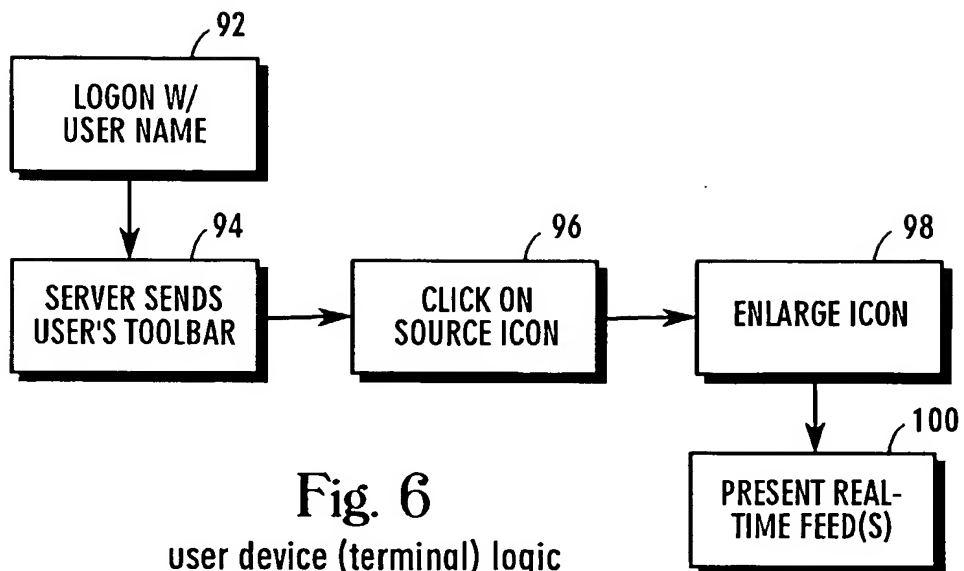 92
LOGON W/
USER NAME
94
SERVER SENDS
USER'S TOOLBAR
96
CLICK ON
SOURCE ICON
98
ENLARGE ICON
100
PRESENT REAL-
TIME FEED(S)
Fig. 6
user device (terminal) logic